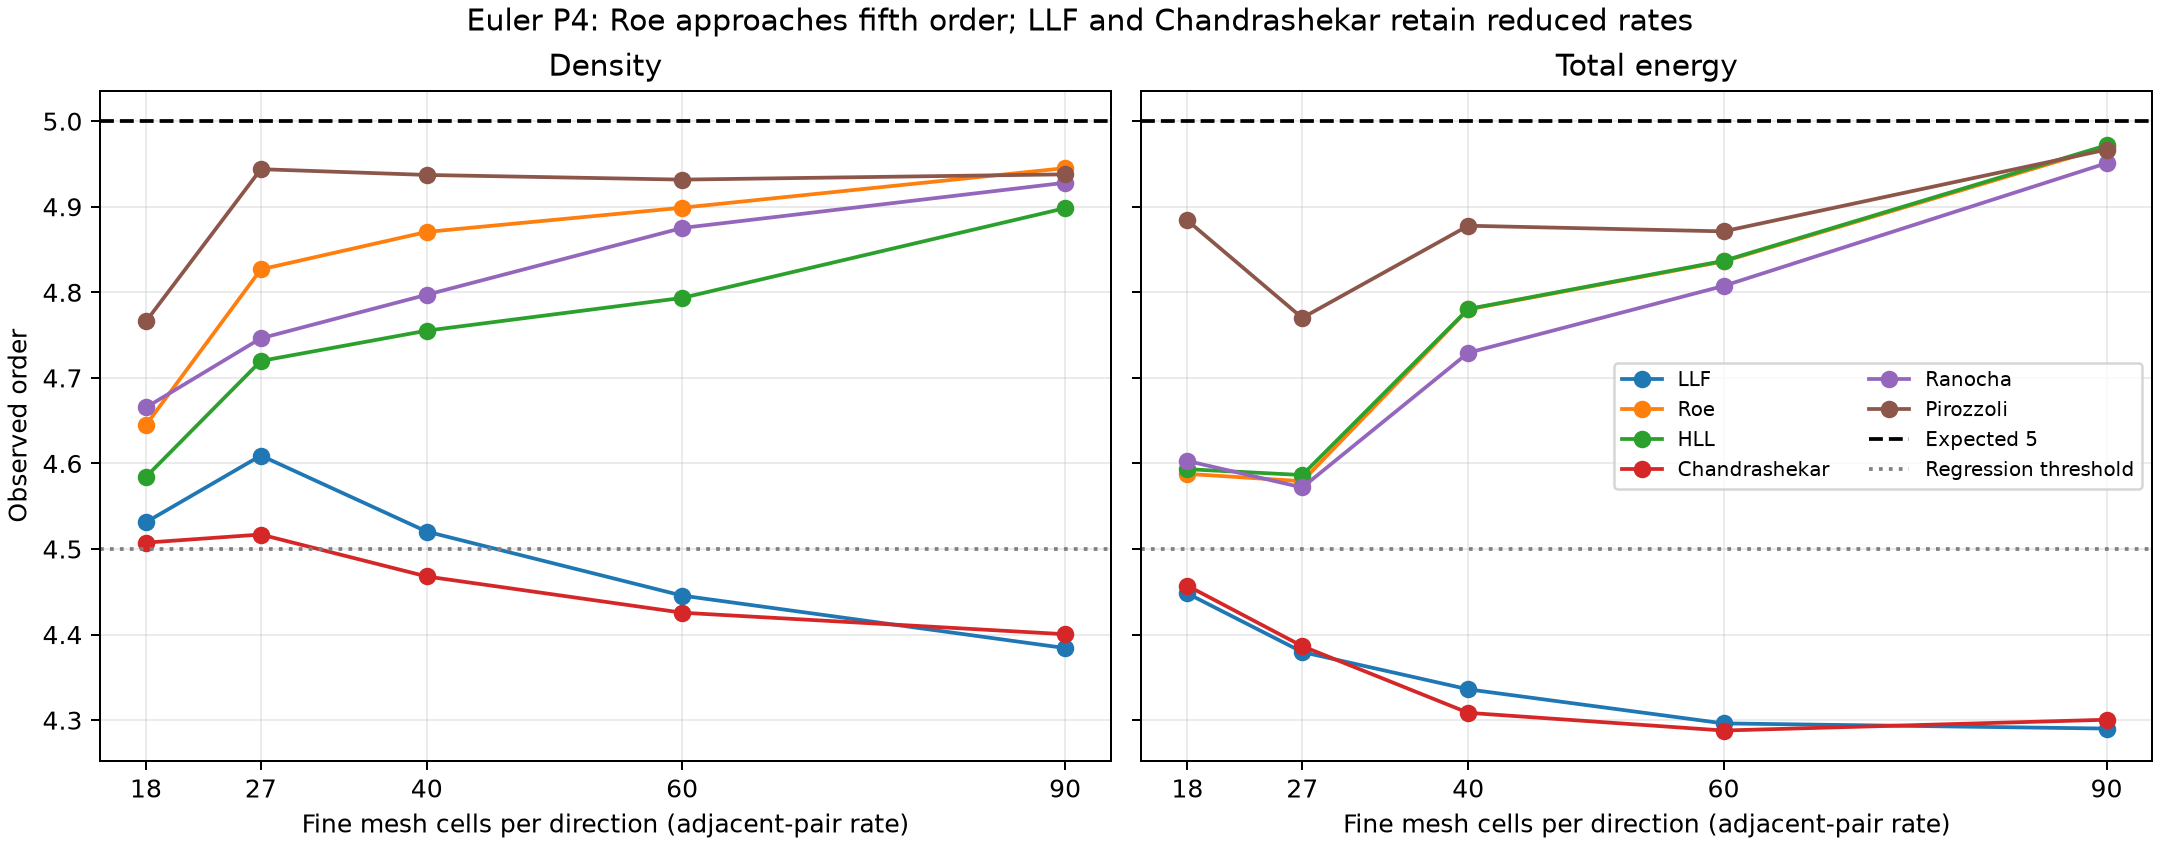 Euler P4: Roe approaches fifth order; LLF and Chandrashekar retain reduced rates
Density
Total energy
Observed order
5.0
4.9
4.8
4.7
4.6
4.5
4.4
4.3
18 27 40 60 90
Fine mesh cells per direction (adjacent-pair rate)
18 27 40 60 90
Fine mesh cells per direction (adjacent-pair rate)
LLF
Roe
HLL
Chandrashekar
Ranocha
Pirozzoli
Expected 5
Regression threshold